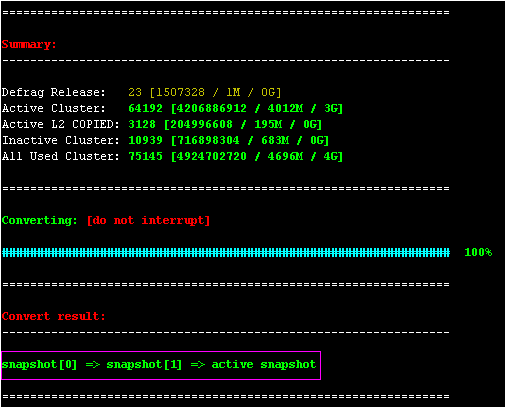 ================================================================
Summary:
----------------------------------------------------------------
Defrag Release:   23 [1507328 / 1M / 0G]
Active Cluster:   64192 [4206886912 / 4012M / 3G]
Active L2 COPIED: 3128 [204996608 / 195M / 0G]
Inactive Cluster: 10939 [716898304 / 683M / 0G]
All Used Cluster: 75145 [4924702720 / 4696M / 4G]
================================================================
Converting: [do not interrupt]
################################################################  100%
================================================================
Convert result:
----------------------------------------------------------------
snapshot[0] => snapshot[1] => active snapshot
================================================================